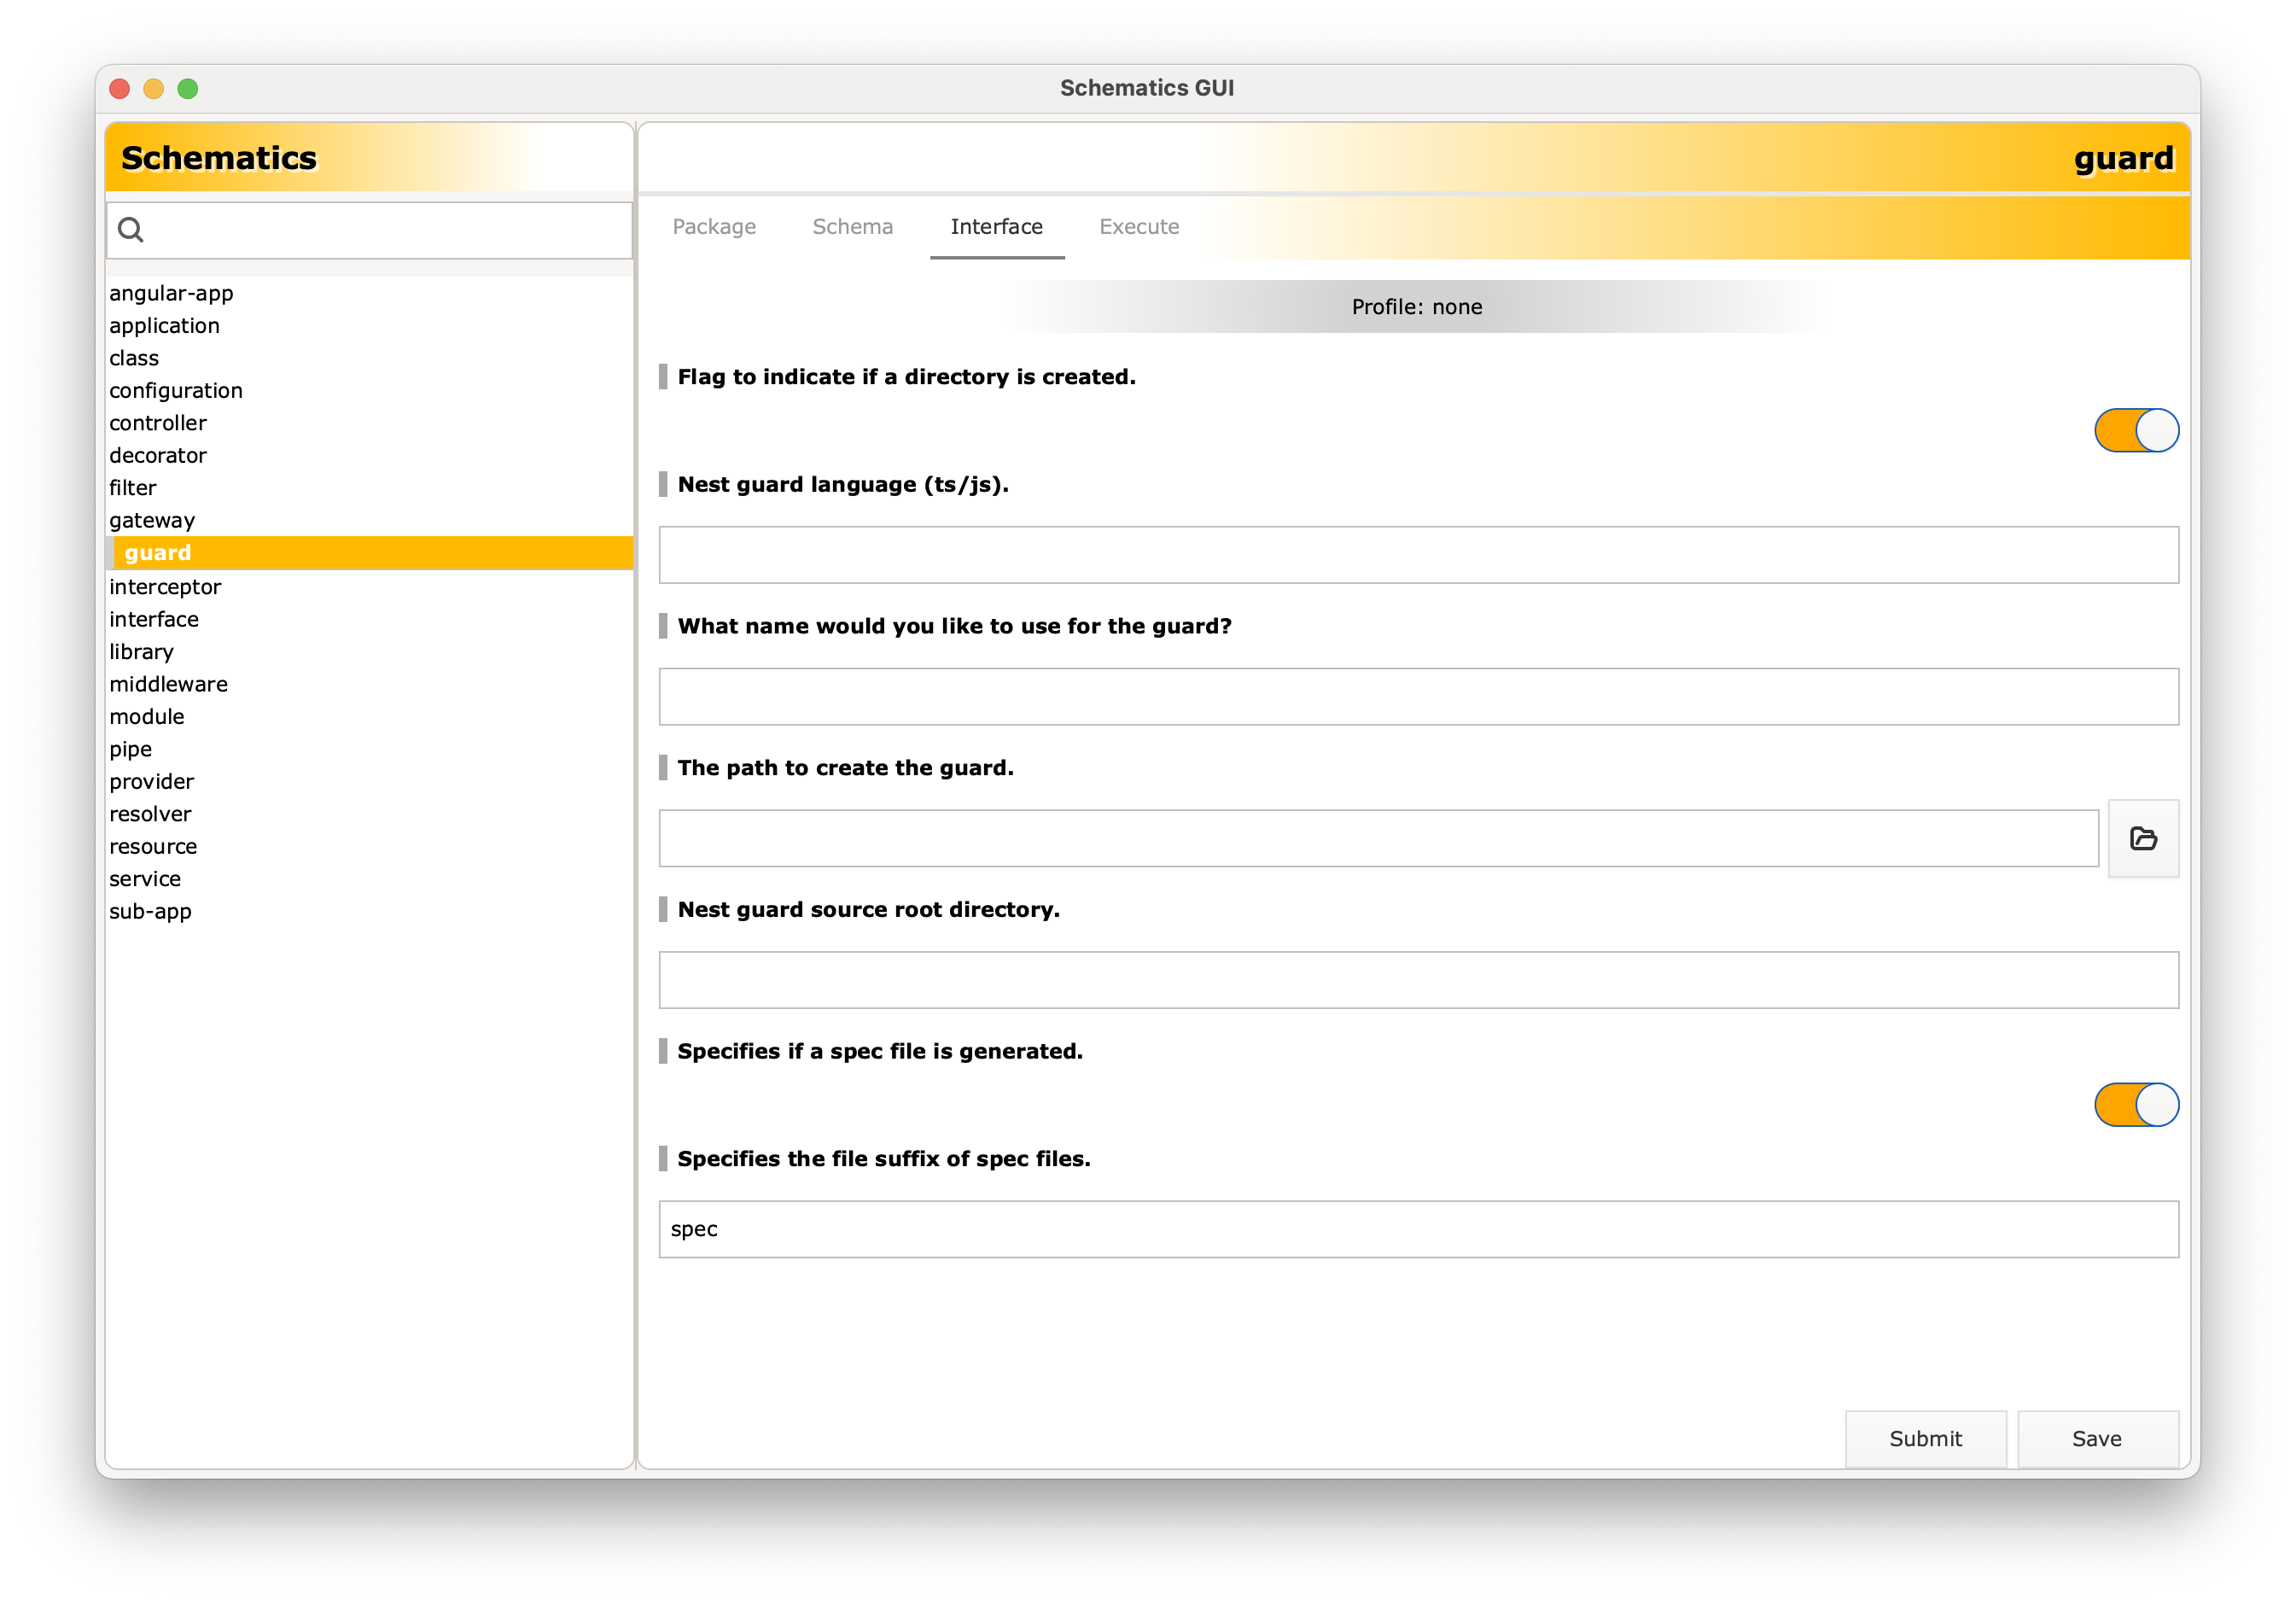 Schematics GUI
Schematics
guard
Package Schema Interface Execute
Profile: none
angular-app
application
class
configuration
controller
decorator
filter
gateway
guard
interceptor
interface
library
middleware
module
pipe
provider
resolver
resource
service
sub-app
Flag to indicate if a directory is created.
Nest guard language (ts/js).
What name would you like to use for the guard?
The path to create the guard.
Nest guard source root directory.
Specifies if a spec file is generated.
Specifies the file suffix of spec files.
spec
Submit Save